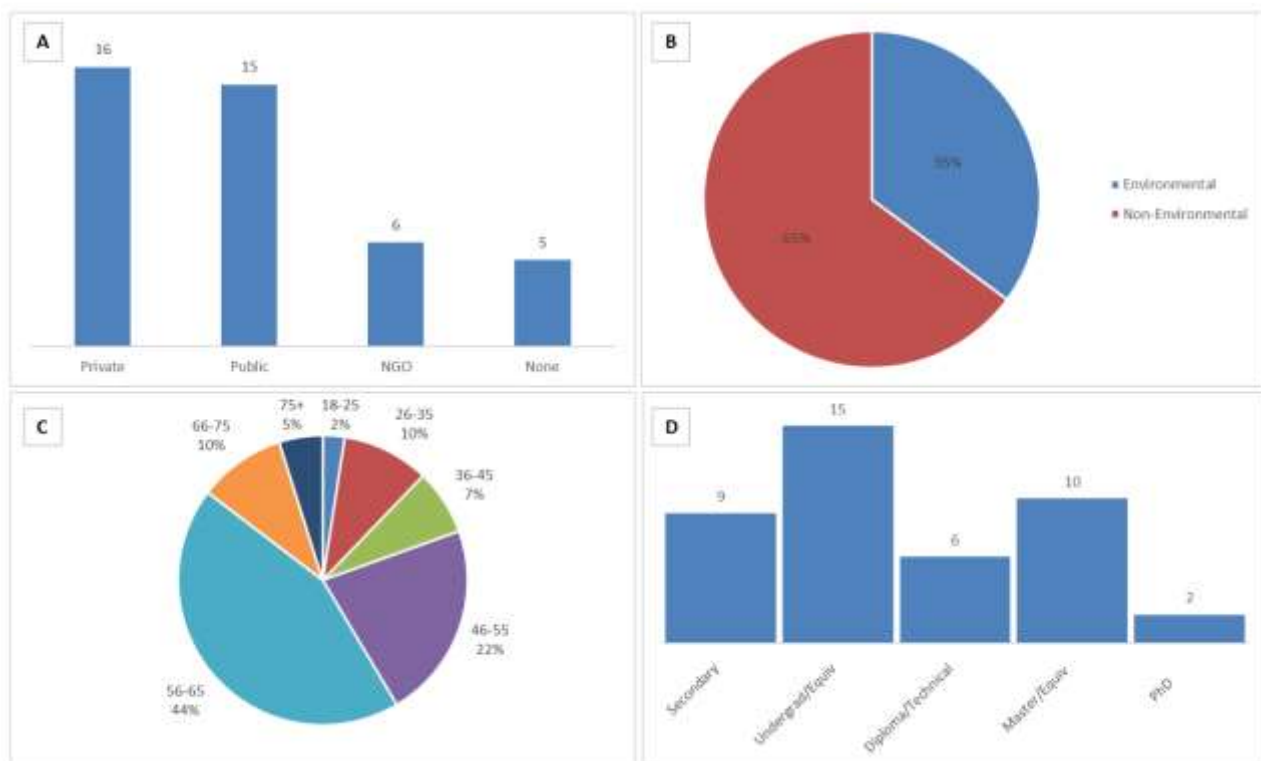 A
16
15
6
5
Private
Public
NGO
None
B
35%
65%
Environmental
Non-Environmental
C
75+
5%
18-25
2%
26-35
10%
66-75
10%
36-45
7%
46-55
22%
56-65
44%
D
9
15
6
10
2
Secondary
Undergrad/Equiv
Diploma/Technical
Master/Equiv
PhD